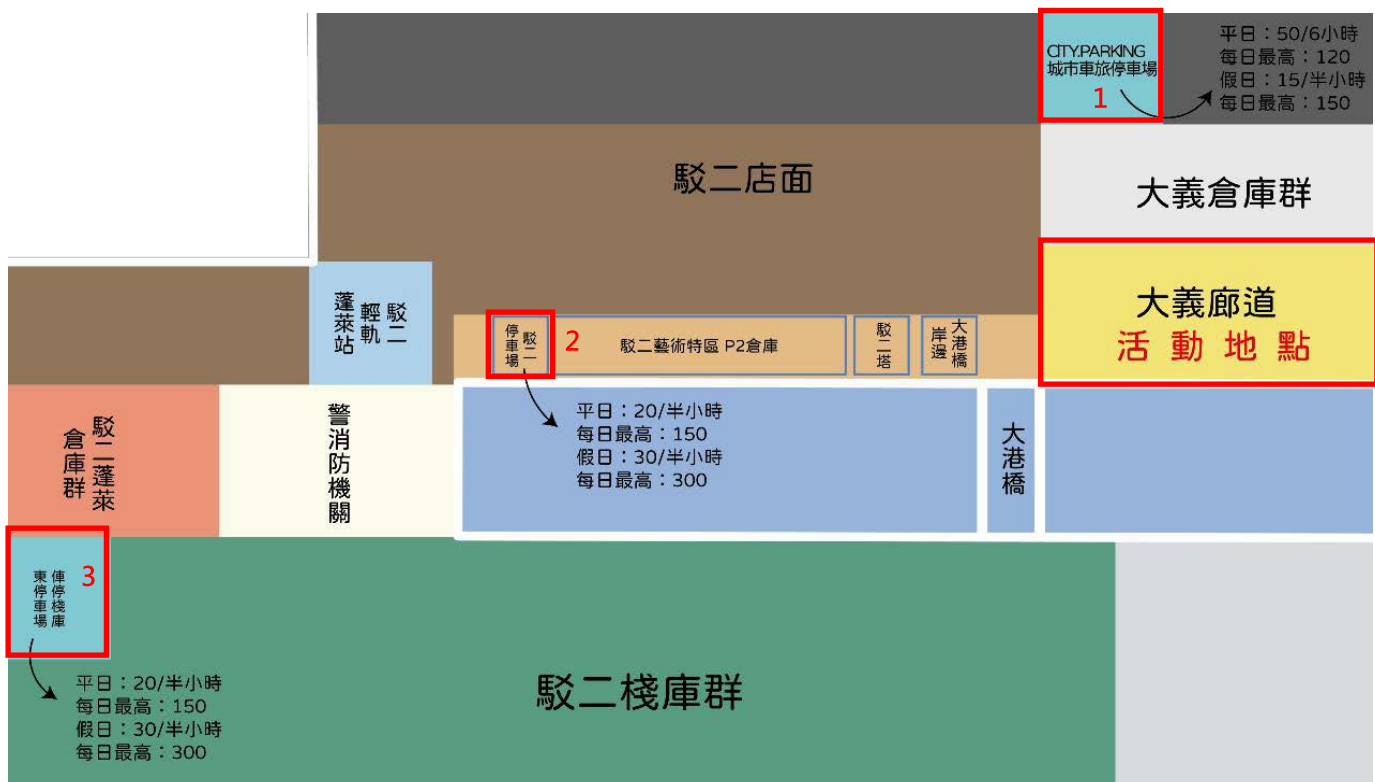 CITY.PARKING
城市車旅停車場
1
平日：50/6小時
每日最高：120
假日：15/半小時
每日最高：150
駁二店面
大義倉庫群
大義廊道
活動地點
駁二
輕軌
蓬萊站
駁二
停車場
2
駁二藝術特區 P2倉庫
駁二塔
大港橋
岸邊
平日：20/半小時
每日最高：150
假日：30/半小時
每日最高：300
大港橋
駁二蓬萊
倉庫群
警消防機關
俥停棧庫
東停車場
3
平日：20/半小時
每日最高：150
假日：30/半小時
每日最高：300
駁二棧庫群